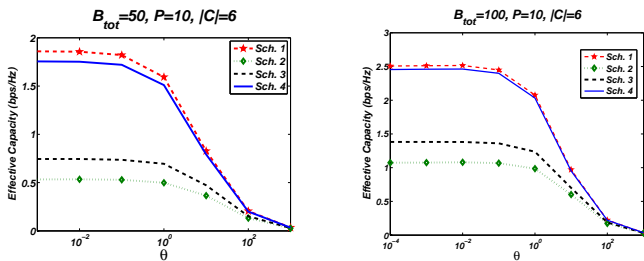 B_tot=50, P=10, |C|=6
Effective Capacity (bps/Hz)
2
1.5
1
0.5
0
10^-2
10^0
10^2
θ
Sch. 1
Sch. 2
Sch. 3
Sch. 4
B_tot=100, P=10, |C|=6
Effective Capacity (bps/Hz)
3
2.5
2
1.5
1
0.5
0
10^-4
10^-2
10^0
10^2
θ
Sch. 1
Sch. 2
Sch. 3
Sch. 4